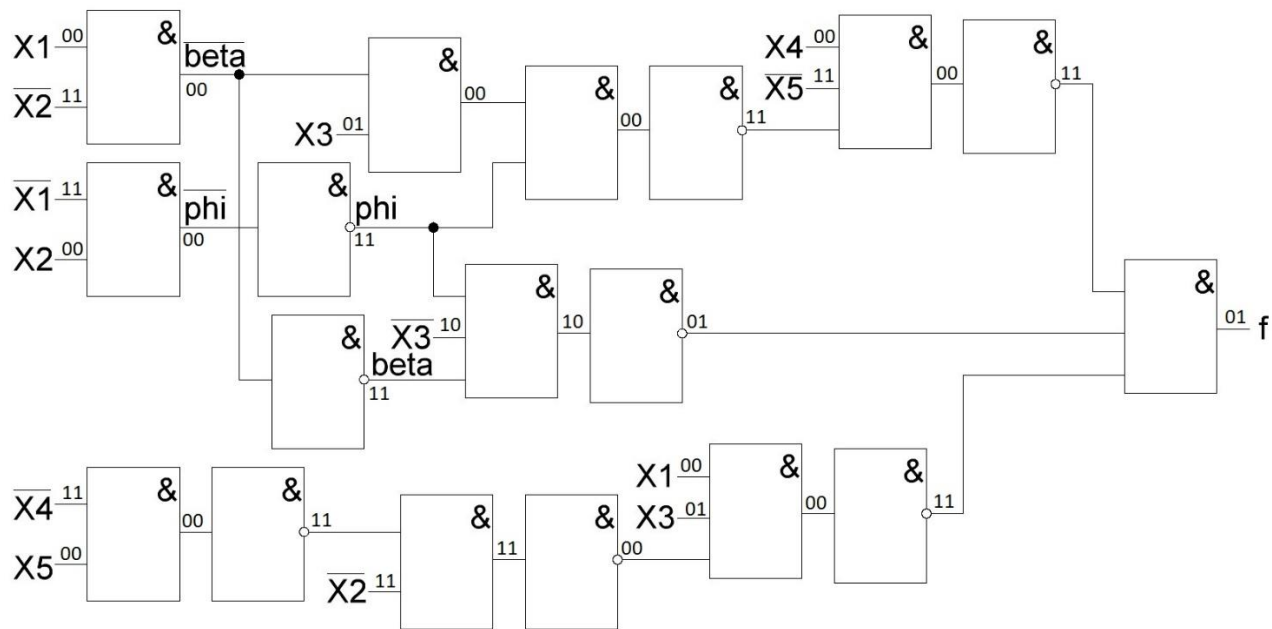 X1 00 & beta 00
X2 11
& 00
X3 01
& 00
& 11
X4 00 & 00
X5 11
& 11
X1 11 & phi 00
X2 00
& phi 11
& 10
X3 10
& 01
& 01 f
& beta 11
X4 11 & 00
X5 00
& 11
& 11
X2 11
& 00
X1 00 & 00
X3 01
& 11